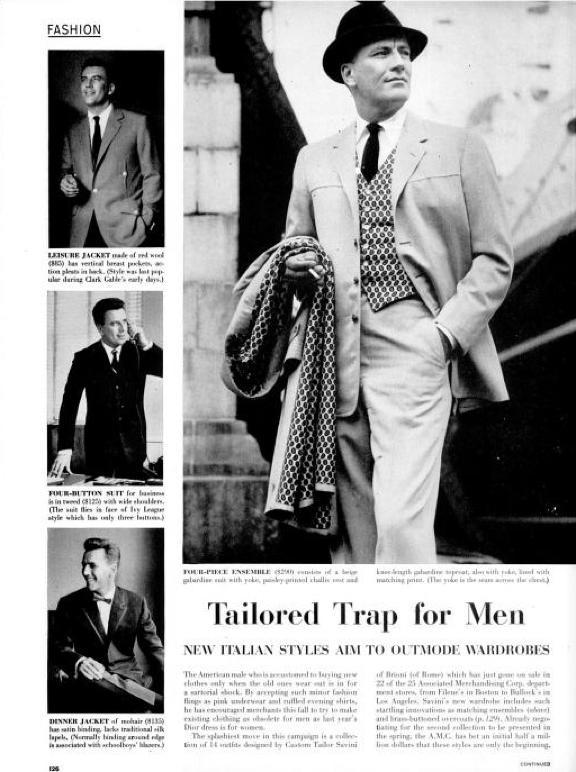 FASHION
LEISURE JACKET made of red wool
($85) has vertical breast pockets, ac-
tion pleats in back. (Style was last pop-
ular during Clark Gable's early days.)
FOUR-BUTTON SUIT for business
is in tweed ($125) with wide shoulders.
(The suit flies in face of Ivy League
style which has only three buttons.)
DINNER JACKET of mohair ($135)
has satin binding, lacks traditional silk
lapels. (Normally binding around edge
is associated with schoolboys' blazers.)
FOUR-PIECE ENSEMBLE ($290) consists of a beige
gabardine suit with yoke, paisley-printed challis vest and
knee-length gabardine topcoat, also with yoke, lined with
matching print. (The yoke is the seam across the chest.)
Tailored Trap for Men
NEW ITALIAN STYLES AIM TO OUTMODE WARDROBES
The American male who is accustomed to buying new
clothes only when the old ones wear out is in for
a sartorial shock. By accepting such minor fashion
flings as pink underwear and ruffled evening shirts,
he has encouraged merchants this fall to try to make
existing clothing as obsolete for men as last year's
Dior dress is for women.
The splashiest move in this campaign is a collec-
tion of 14 outfits designed by Custom Tailor Savini
of Brioni (of Rome) which has just gone on sale in
22 of the 25 Associated Merchandising Corp. depart-
ment stores, from Filene's in Boston to Bullock's in
Los Angeles. Savini's new wardrobe includes such
startling innovations as matching ensembles (above)
and brass-buttoned overcoats (p. 129). Already nego-
tiating for the second collection to be presented in
the spring, the A.M.C. has bet an initial half a mil-
lion dollars that these styles are only the beginning.
126
CONTINUED